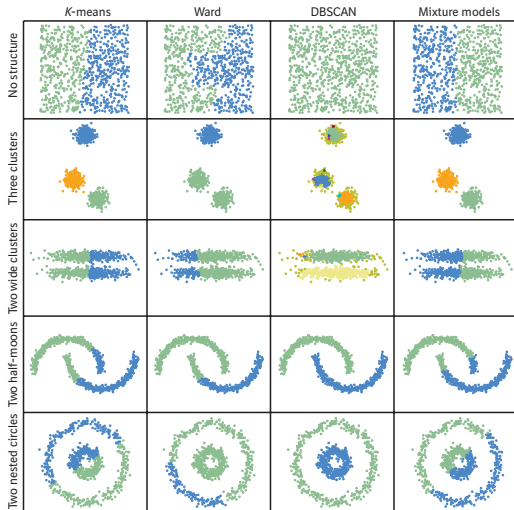 K-means Ward DBSCAN Mixture models
No structure
Three clusters
Two wide clusters
Two half-moons
Two nested circles